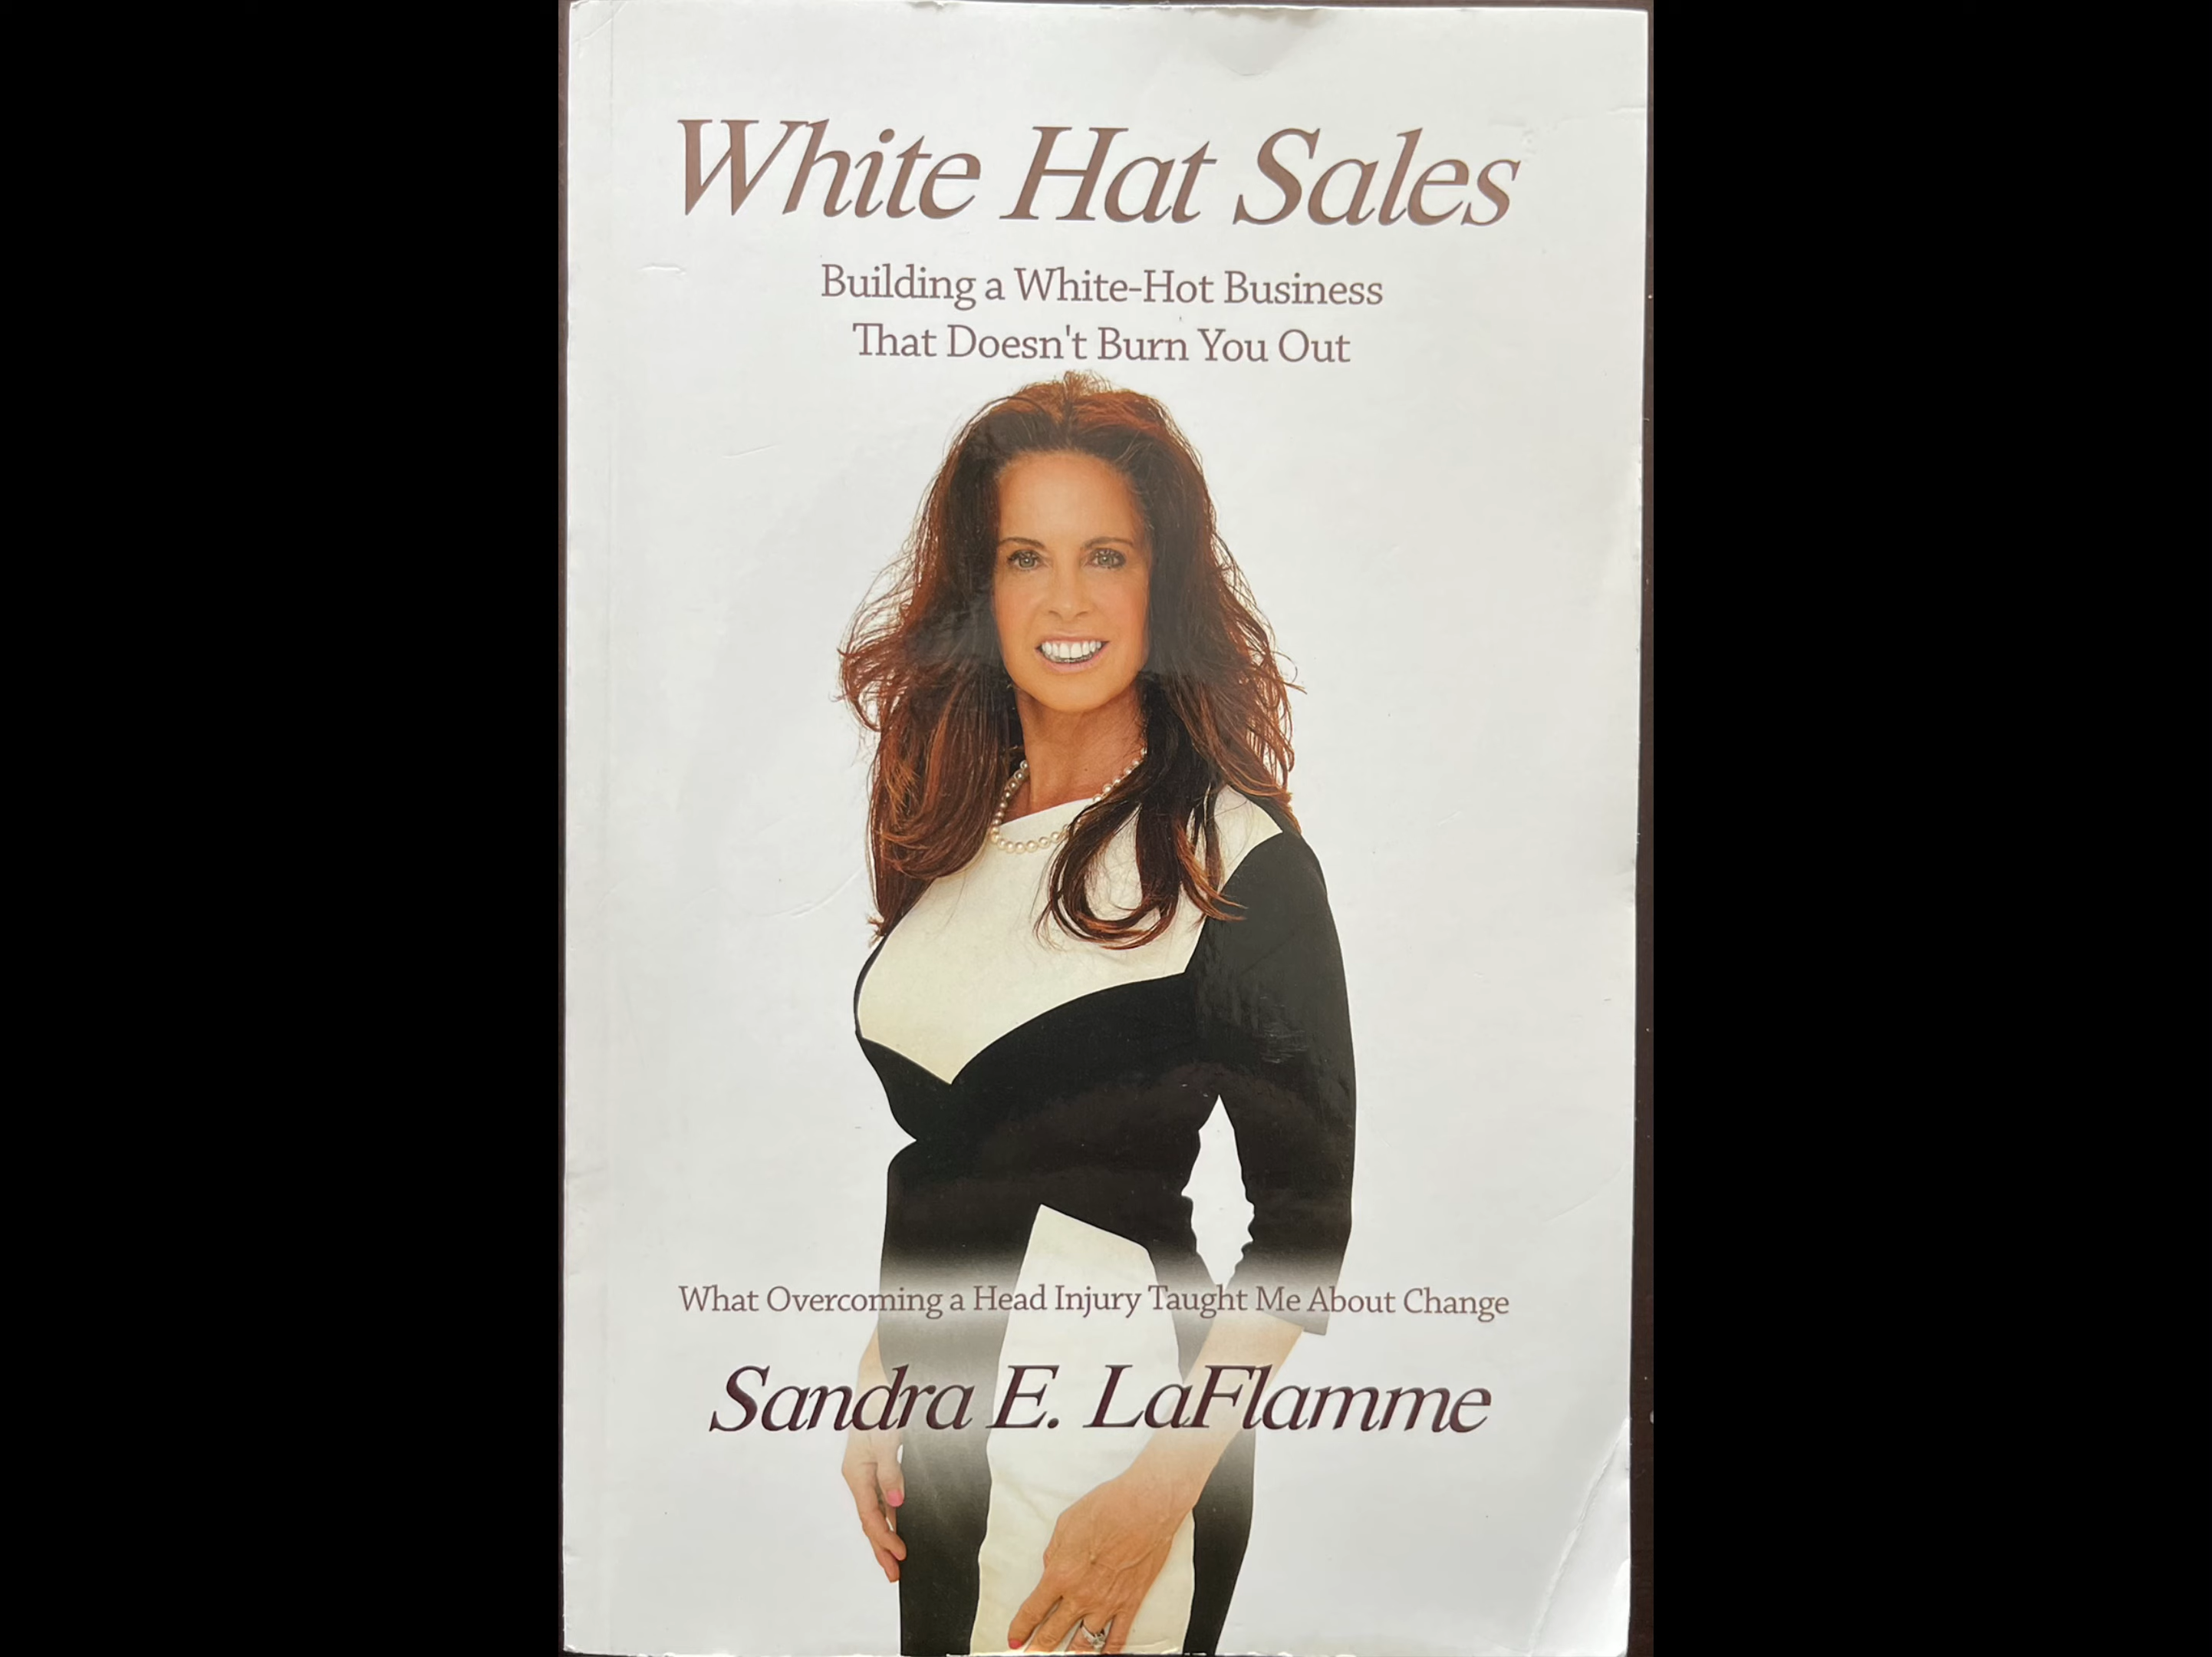 White Hat Sales
Building a White-Hot Business
That Doesn't Burn You Out
What Overcoming a Head Injury Taught Me About Change
Sandra E. LaFlamme